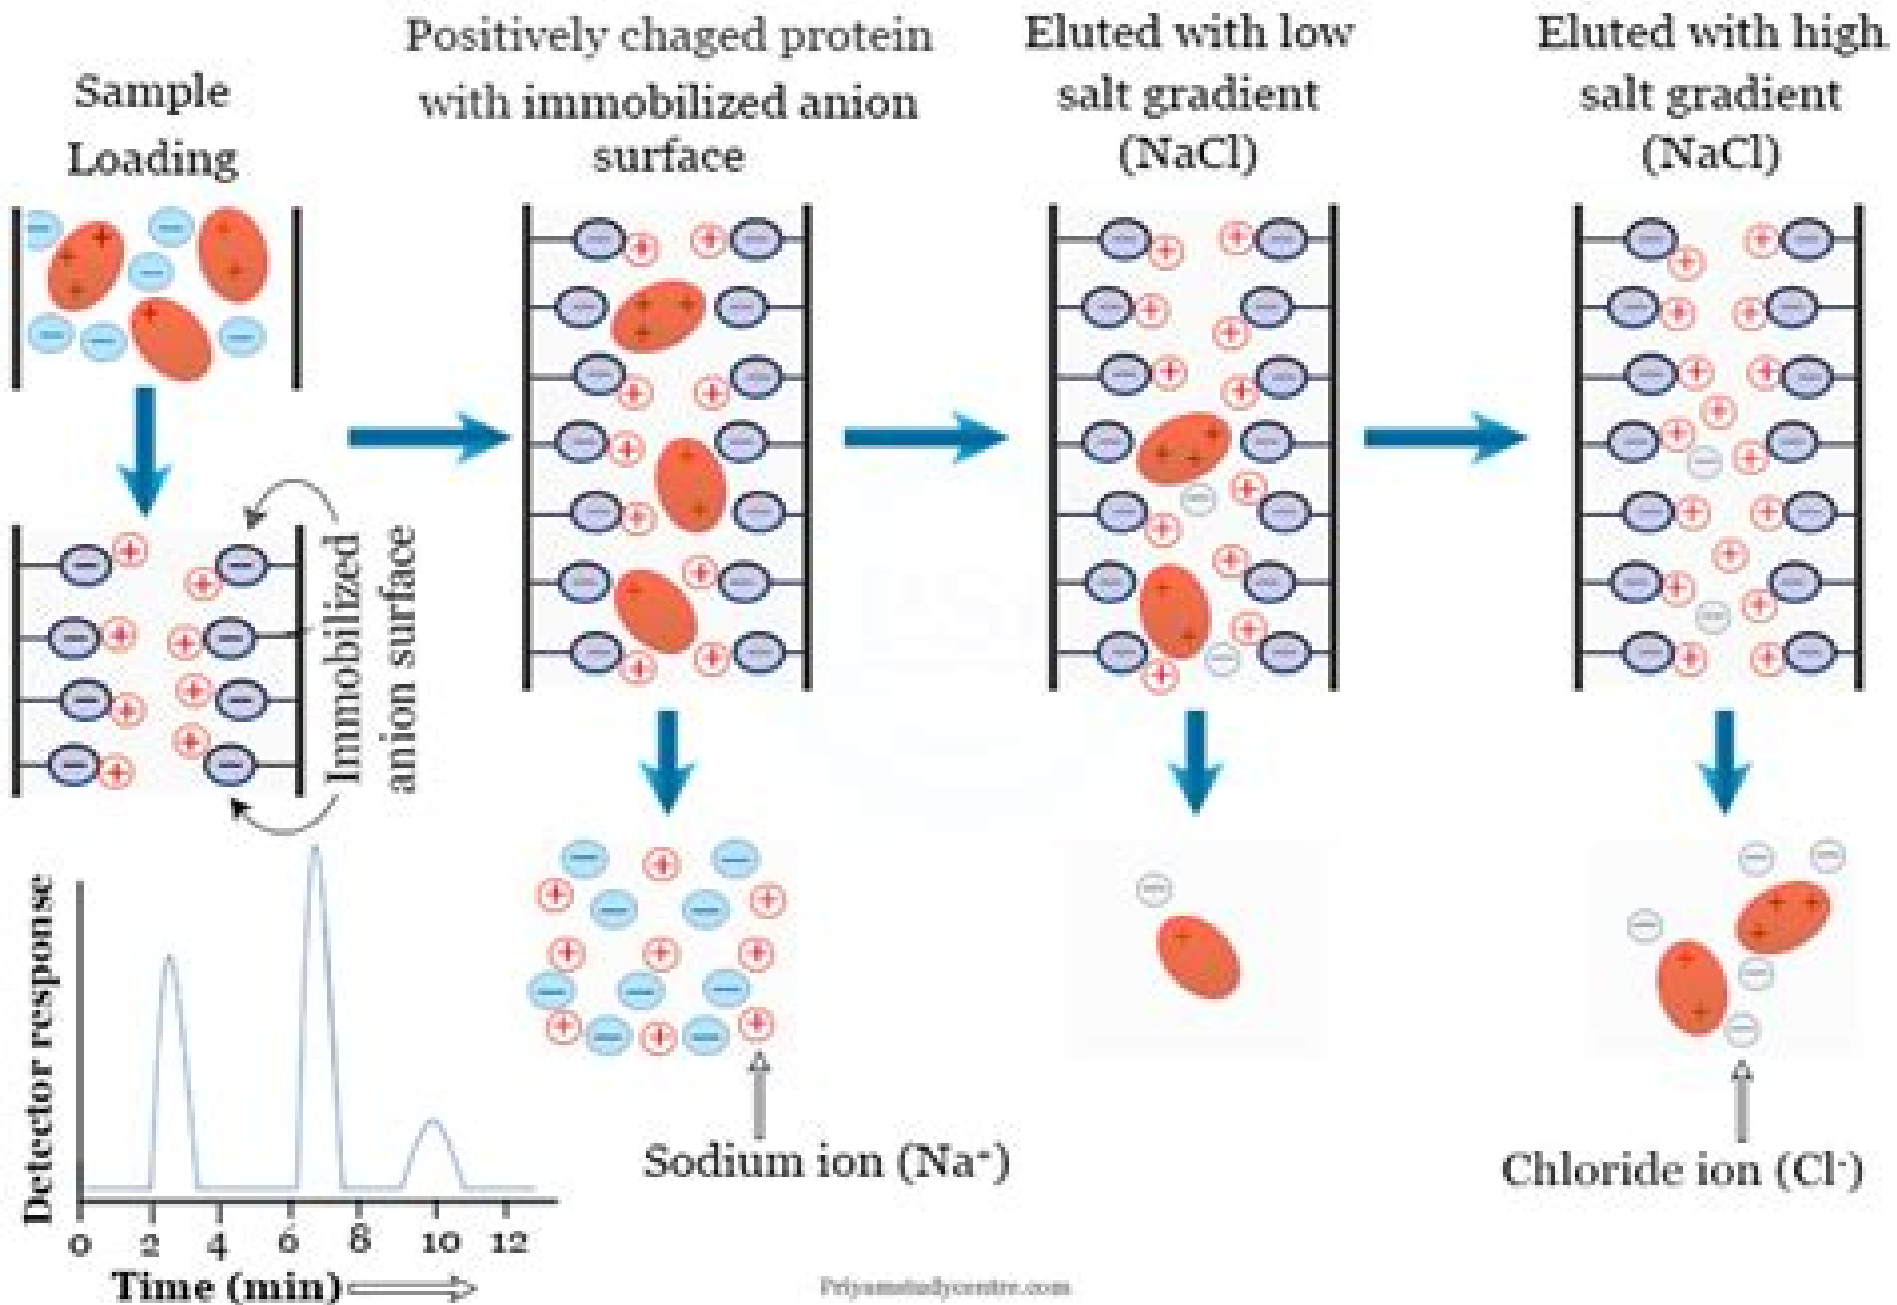 Sample
Loading
Positively chaged protein
with immobilized anion
surface
Eluted with low
salt gradient
(NaCl)
Eluted with high
salt gradient
(NaCl)
Immobilized
anion surface
Sodium ion (Na⁺)
Chloride ion (Cl⁻)
Detector response
0 2 4 6 8 10 12
Time (min)
Priyamstudycentre.com